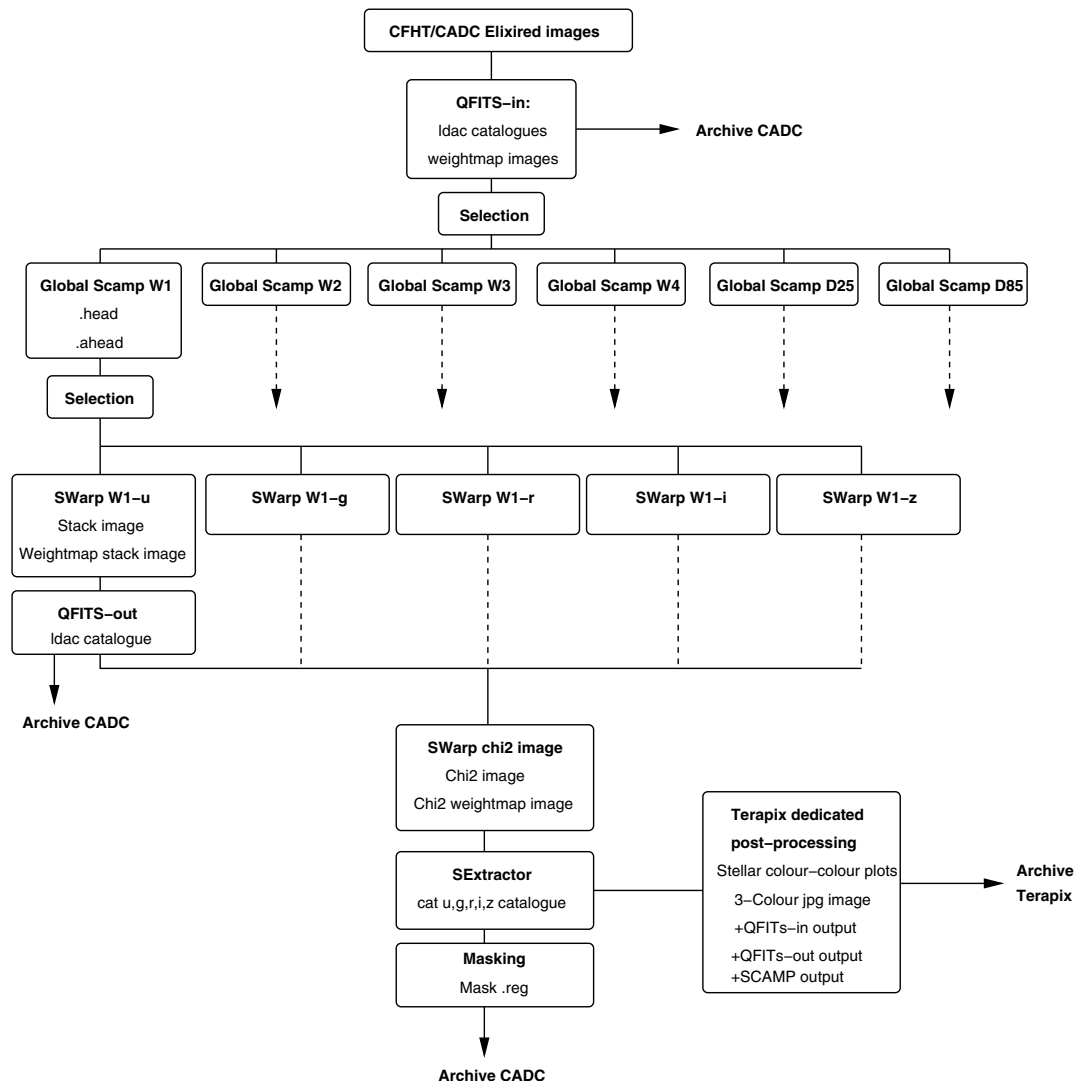 CFHT/CADC Elixired images
QFITS−in:
ldac catalogues
weightmap images
Archive CADC
Selection
Global Scamp W1
.head
.ahead
Global Scamp W2
Global Scamp W3
Global Scamp W4
Global Scamp D25
Global Scamp D85
Selection
SWarp W1−u
Stack image
Weightmap stack image
SWarp W1−g
SWarp W1−r
SWarp W1−i
SWarp W1−z
QFITS−out
ldac catalogue
Archive CADC
SWarp chi2 image
Chi2 image
Chi2 weightmap image
SExtractor
cat u,g,r,i,z catalogue
Masking
Mask .reg
Archive CADC
Terapix dedicated
post−processing
Stellar colour−colour plots
3−Colour jpg image
+QFITs−in output
+QFITs−out output
+SCAMP output
Archive
Terapix